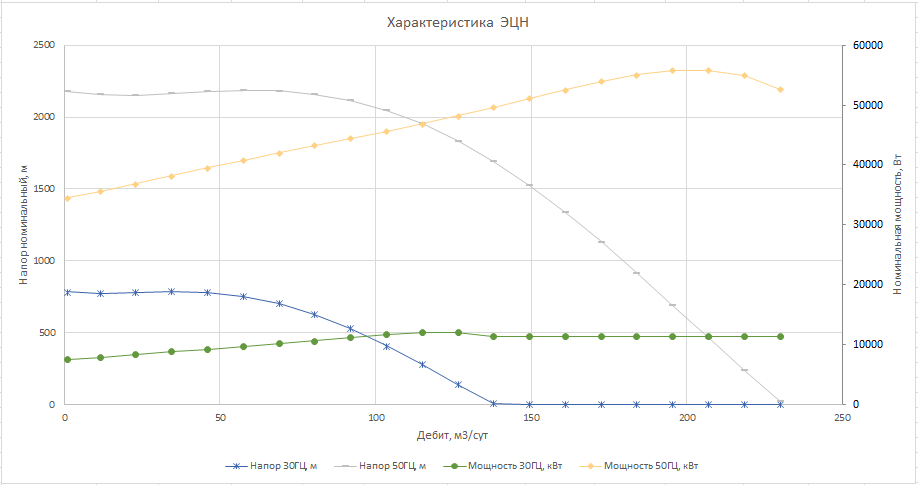 Характеристика ЭЦН
2500
2000
1500
1000
500
0
Напор номинальный, м
60000
50000
40000
30000
20000
10000
0
Номинальная мощность, Вт
0
50
100
150
200
250
Дебит, м3/сут
Напор 30ГЦ, м
Напор 50ГЦ, м
Мощность 30ГЦ, кВт
Мощность 50ГЦ, кВт